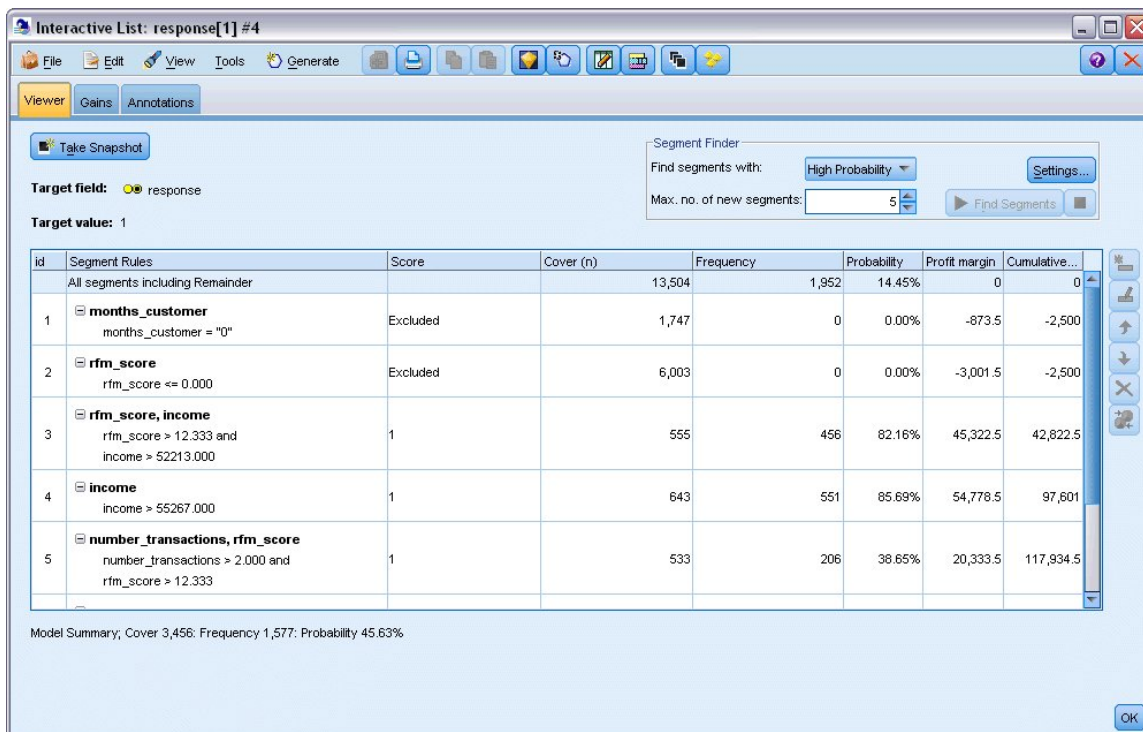 Interactive List: response[1] #4
File Edit View Tools Generate
Viewer Gains Annotations
Take Snapshot
Segment Finder
Find segments with: High Probability Settings...
Target field: response
Max. no. of new segments: 5 Find Segments
Target value: 1
id Segment Rules Score Cover (n) Frequency Probability Profit margin Cumulative...
All segments including Remainder 13,504 1,952 14.45% 0 0
months_customer
1 Excluded 1,747 0 0.00% -873.5 -2,500
months_customer = "0"
rfm_score
2 Excluded 6,003 0 0.00% -3,001.5 -2,500
rfm_score <= 0.000
rfm_score, income
3 rfm_score > 12.333 and 1 555 456 82.16% 45,322.5 42,822.5
income > 52213.000
income
4 1 643 551 85.69% 54,778.5 97,601
income > 55267.000
number_transactions, rfm_score
5 number_transactions > 2.000 and 1 533 206 38.65% 20,333.5 117,934.5
rfm_score > 12.333
Model Summary; Cover 3,456: Frequency 1,577: Probability 45.63%
OK